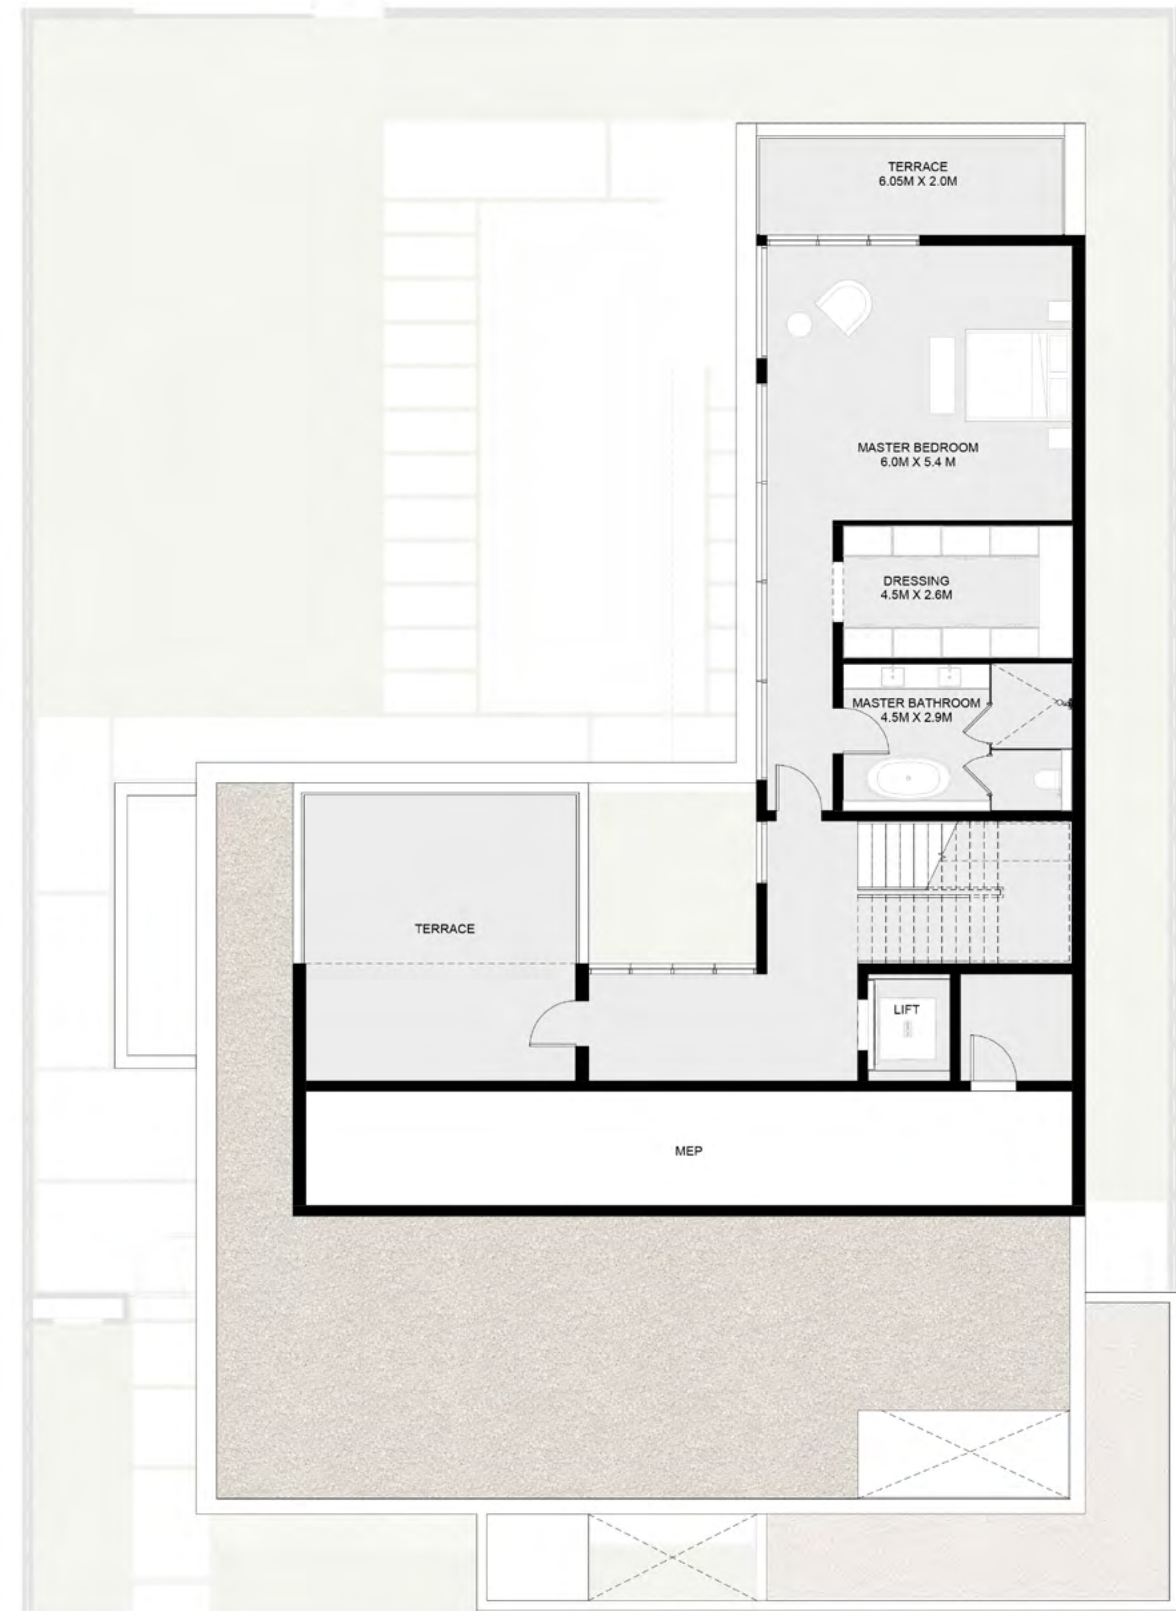 TERRACE
6.05M X 2.0M
MASTER BEDROOM
6.0M X 5.4 M
DRESSING
4.5M X 2.6M
MASTER BATHROOM
4.5M X 2.9M
TERRACE
LIFT
MEP